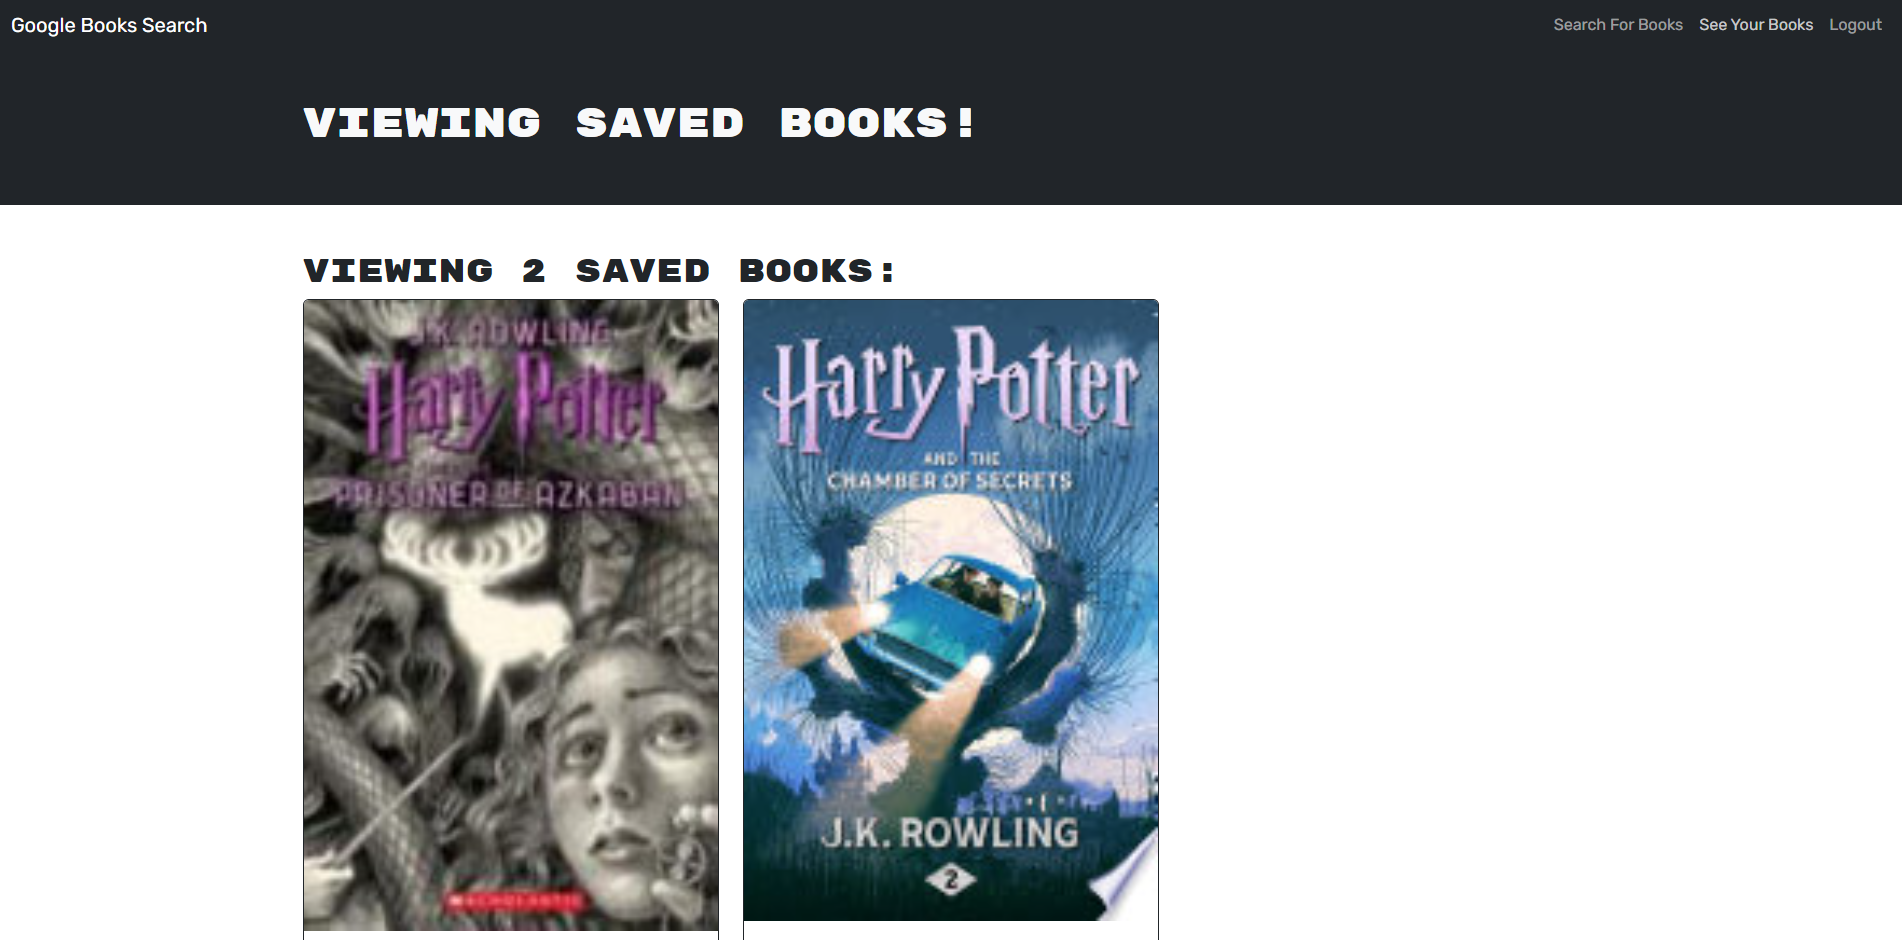 Google Books Search
Search For Books See Your Books Logout
VIEWING SAVED BOOKS!
VIEWING 2 SAVED BOOKS:
J.K. ROWLING
Harry Potter
PRISONER OF AZKABAN
SCHOLASTIC
Harry Potter
AND THE
CHAMBER OF SECRETS
J.K. ROWLING
2